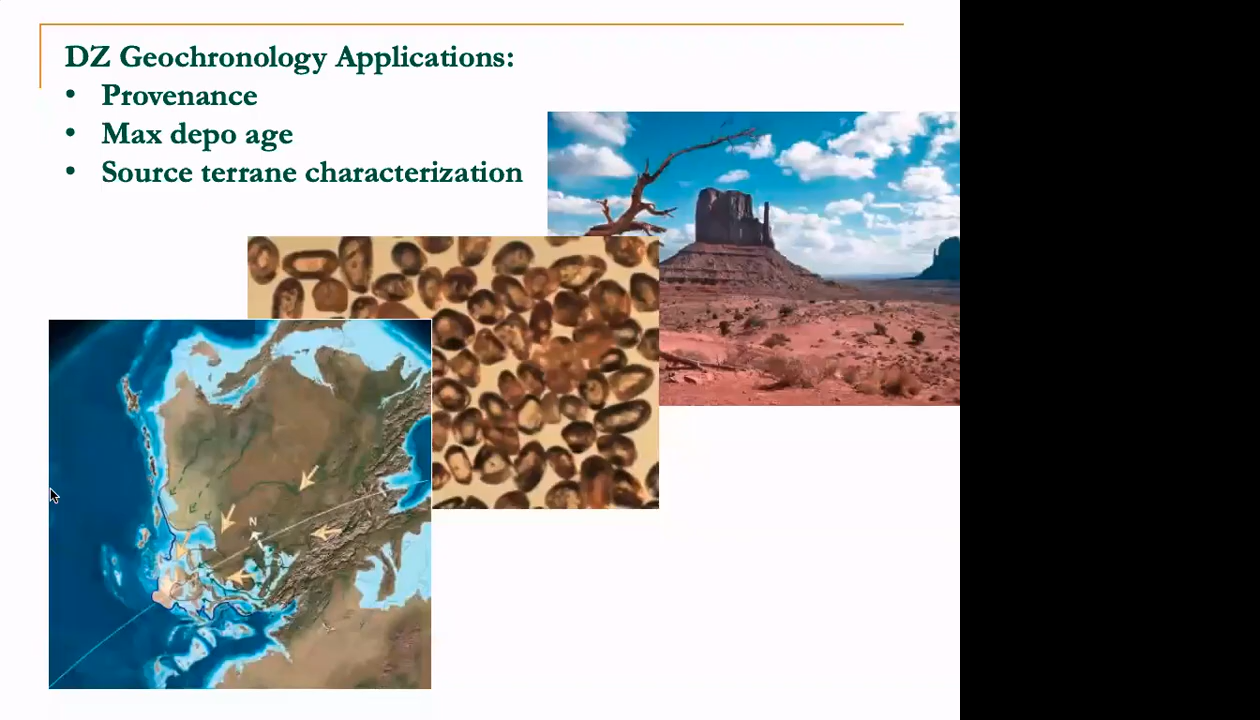 DZ Geochronology Applications:
• Provenance
• Max depo age
• Source terrane characterization
N